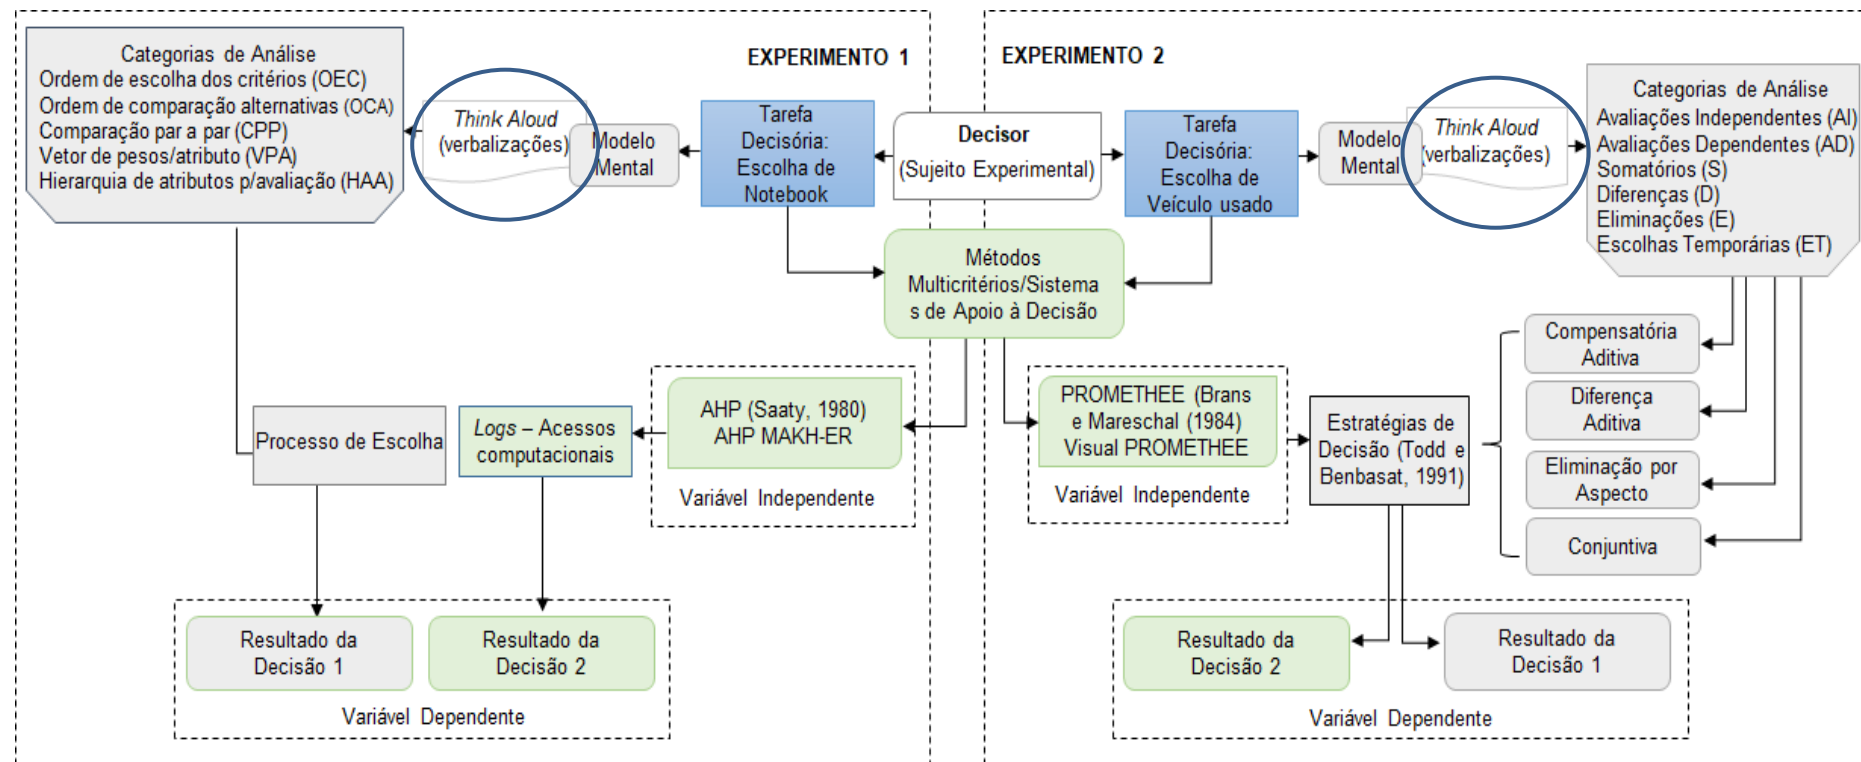 EXPERIMENTO 1
Categorias de Análise
Ordem de escolha dos critérios (OEC)
Ordem de comparação alternativas (OCA)
Comparação par a par (CPP)
Vetor de pesos/atributo (VPA)
Hierarquia de atributos p/avaliação (HAA)
Think Aloud
(verbalizações)
Modelo
Mental
Tarefa
Decisória:
Escolha de
Notebook
Decisor
(Sujeito Experimental)
EXPERIMENTO 2
Tarefa
Decisória:
Escolha de
Veículo usado
Modelo
Mental
Think Aloud
(verbalizações)
Categorias de Análise
Avaliações Independentes (AI)
Avaliações Dependentes (AD)
Somatórios (S)
Diferenças (D)
Eliminações (E)
Escolhas Temporárias (ET)
Métodos
Multicritérios/Sistema
s de Apoio à Decisão
Processo de Escolha
Logs – Acessos
computacionais
AHP (Saaty, 1980)
AHP MAKH-ER
Variável Independente
PROMETHEE (Brans
e Mareschal (1984)
Visual PROMETHEE
Variável Independente
Estratégias de
Decisão (Todd e
Benbasat, 1991)
Compensatória
Aditiva
Diferença
Aditiva
Eliminação por
Aspecto
Conjuntiva
Resultado da
Decisão 1
Resultado da
Decisão 2
Variável Dependente
Resultado da
Decisão 2
Resultado da
Decisão 1
Variável Dependente